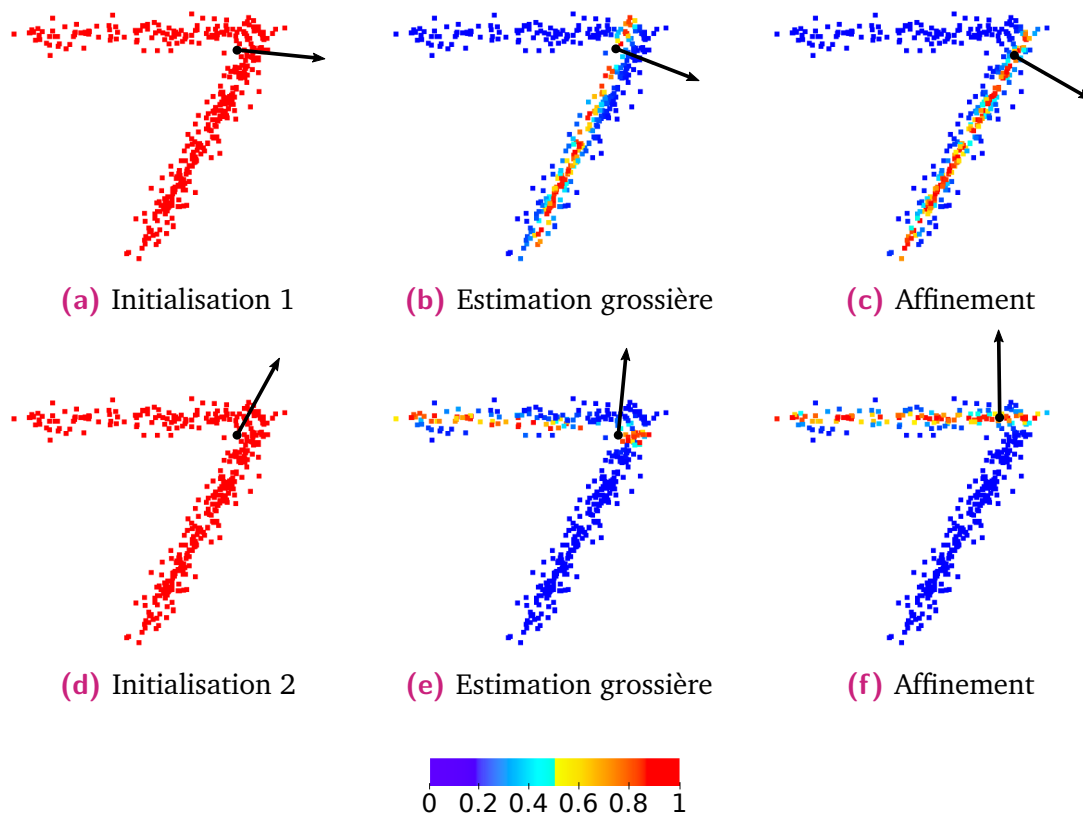 (a) Initialisation 1
(b) Estimation grossière
(c) Affinement
(d) Initialisation 2
(e) Estimation grossière
(f) Affinement
0 0.2 0.4 0.6 0.8 1